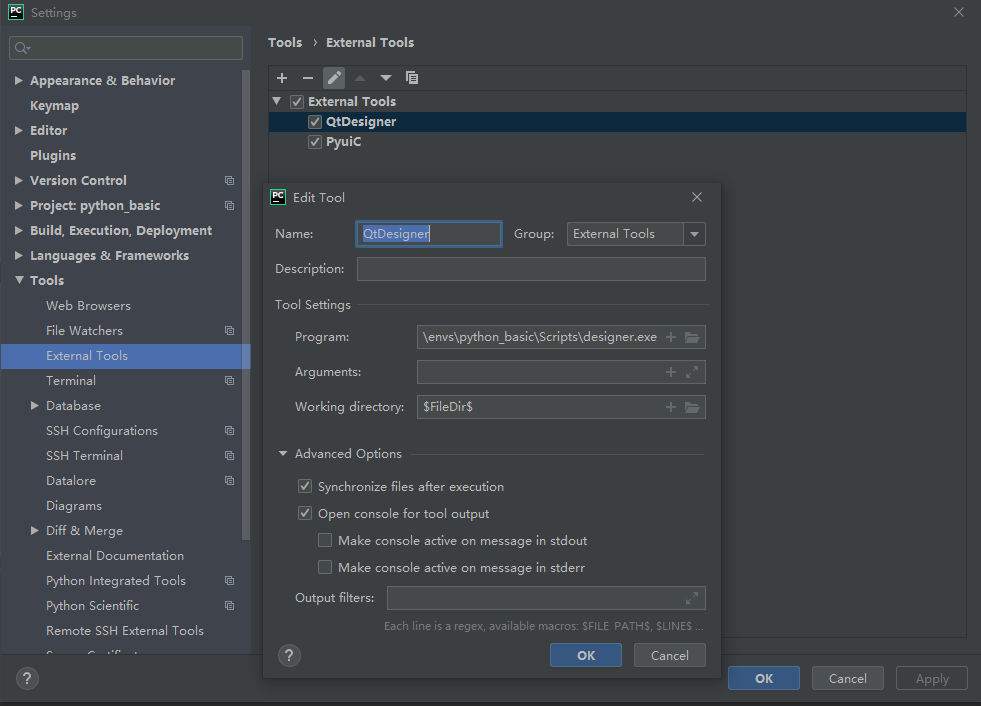 PC Settings
Tools › External Tools
Appearance & Behavior
Keymap
Editor
Plugins
Version Control
Project: python_basic
Build, Execution, Deployment
Languages & Frameworks
Tools
Web Browsers
File Watchers
External Tools
Terminal
Database
SSH Configurations
SSH Terminal
Datalore
Diagrams
Diff & Merge
External Documentation
Python Integrated Tools
Python Scientific
Remote SSH External Tools
External Tools
QtDesigner
PyuiC
PC Edit Tool
Name: QtDesigner Group: External Tools
Description:
Tool Settings
Program: \envs\python_basic\Scripts\designer.exe
Arguments:
Working directory: $FileDir$
Advanced Options
Synchronize files after execution
Open console for tool output
Make console active on message in stdout
Make console active on message in stderr
Output filters:
Each line is a regex, available macros: $FILE_PATH$, $LINE$ ...
? OK Cancel
? OK Cancel Apply